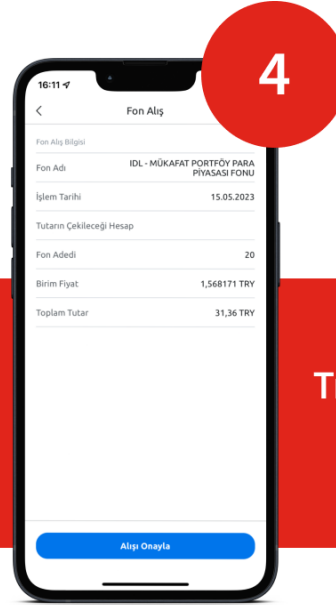 4
16:11
Fon Alış
Fon Alış Bilgisi
Fon Adı IDL - MÜKAFAT PORTFÖY PARA
PİYASASI FONU
İşlem Tarihi 15.05.2023
Tutarın Çekileceği Hesap
Fon Adedi 20
Birim Fiyat 1,568171 TRY
Toplam Tutar 31,36 TRY
Alışı Onayla